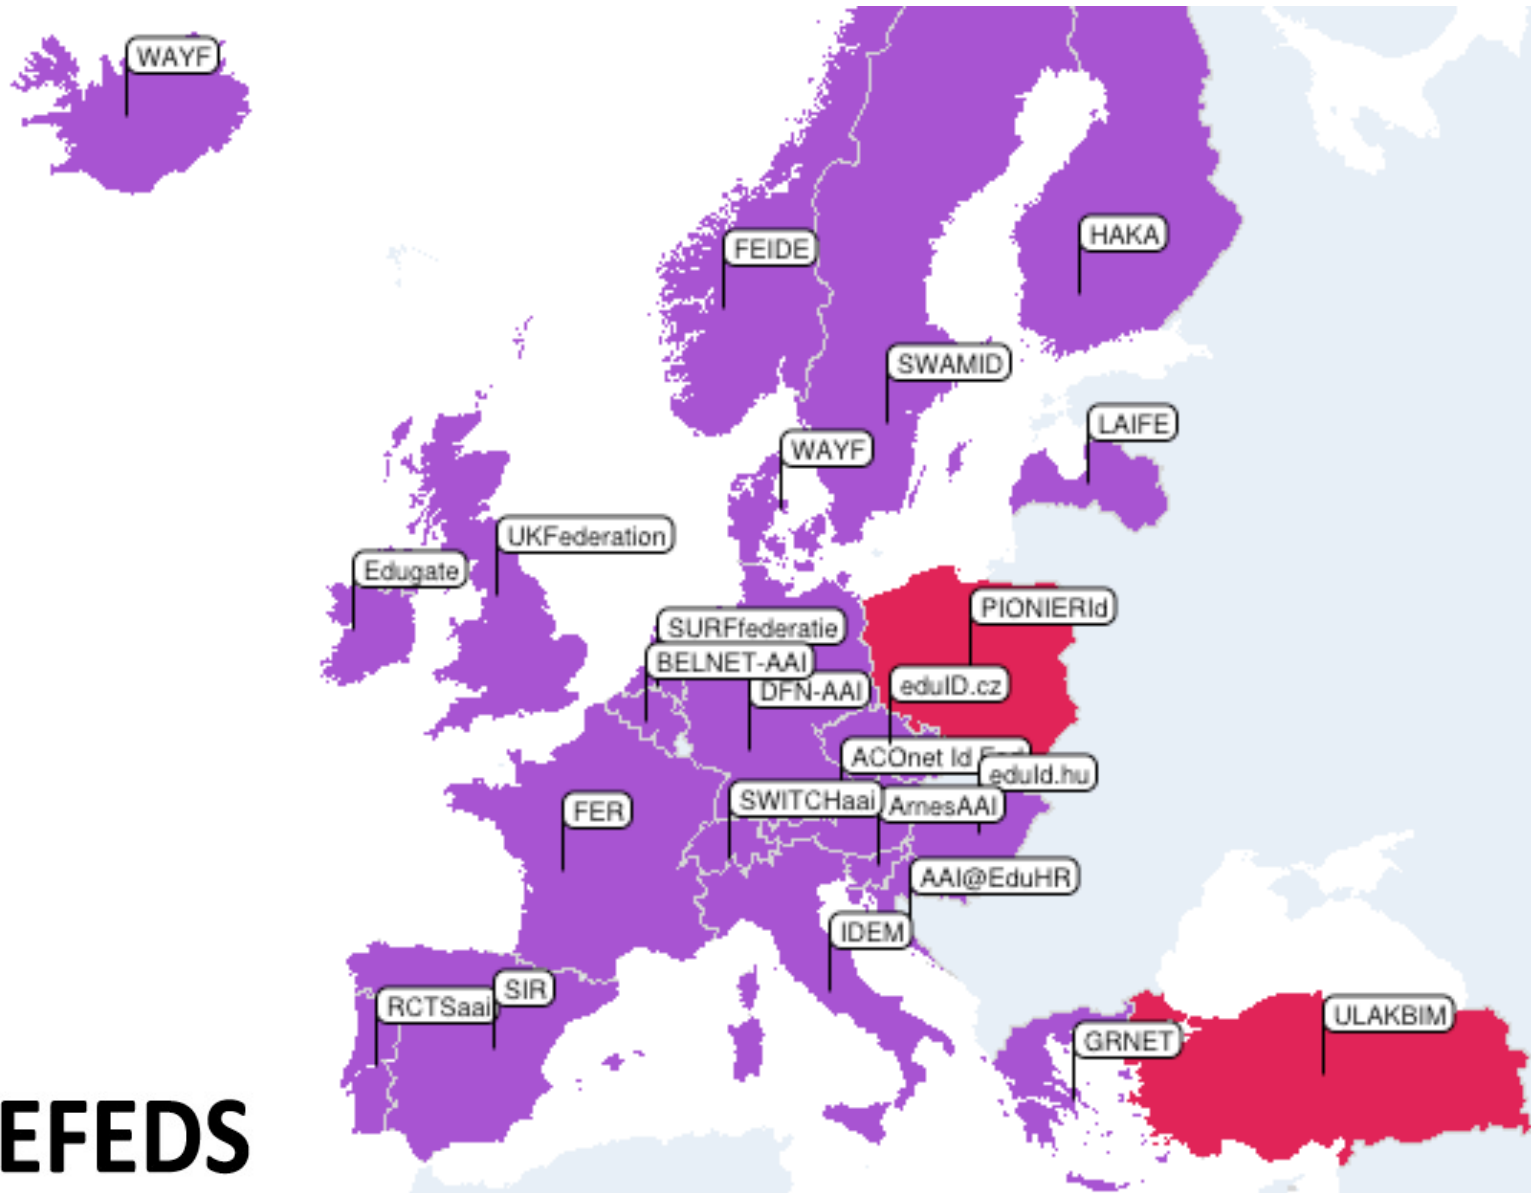 WAYF
HAKA
FEIDE
SWAMID
LAIFE
WAYF
UKFederation
Edugate
PIONIERId
SURFfederatie
BELNET-AAI
DFN-AAI
eduID.cz
ACOnet Id
eduId.hu
SWITCHaai
ArnesAAI
FER
AAI@EduHR
IDEM
SIR
RCTSaai
ULAKBIM
GRNET
EFEDS